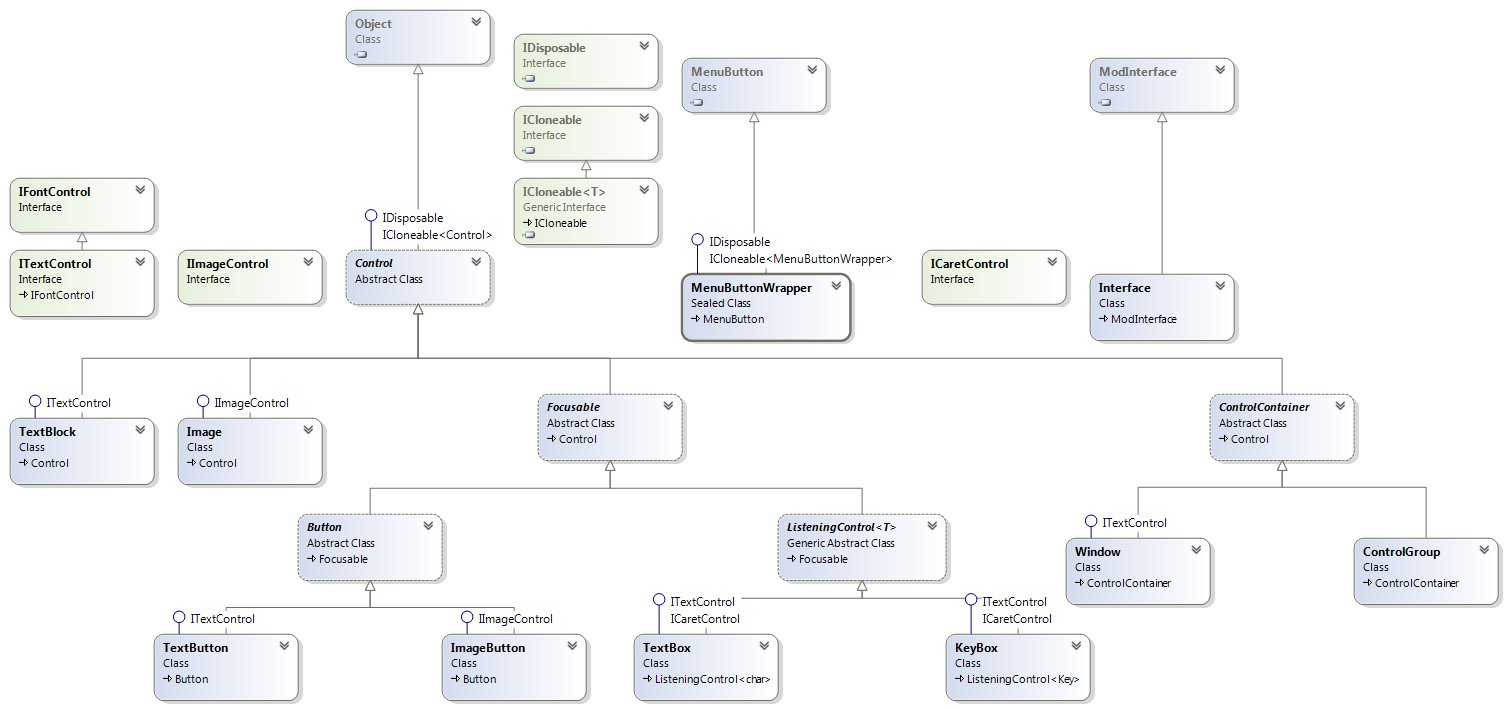 Object
Class
IDisposable
Interface
MenuButton
Class
ModInterface
Class
ICloneable
Interface
IFontControl
Interface
ICloneable<T>
Generic Interface
ICloneable
IDisposable
ICloneable<Control>
IDisposable
ICloneable<MenuButtonWrapper>
ITextControl
Interface
IFontControl
IImageControl
Interface
Control
Abstract Class
MenuButtonWrapper
Sealed Class
MenuButton
ICaretControl
Interface
Interface
Class
ModInterface
ITextControl
TextBlock
Class
Control
IImageControl
Image
Class
Control
Focusable
Abstract Class
Control
ControlContainer
Abstract Class
Control
Button
Abstract Class
Focusable
ListeningControl<T>
Generic Abstract Class
Focusable
ITextControl
Window
Class
ControlContainer
ControlGroup
Class
ControlContainer
ITextControl
TextButton
Class
Button
IImageControl
ImageButton
Class
Button
ITextControl
ICaretControl
TextBox
Class
ListeningControl<char>
ITextControl
ICaretControl
KeyBox
Class
ListeningControl<Key>